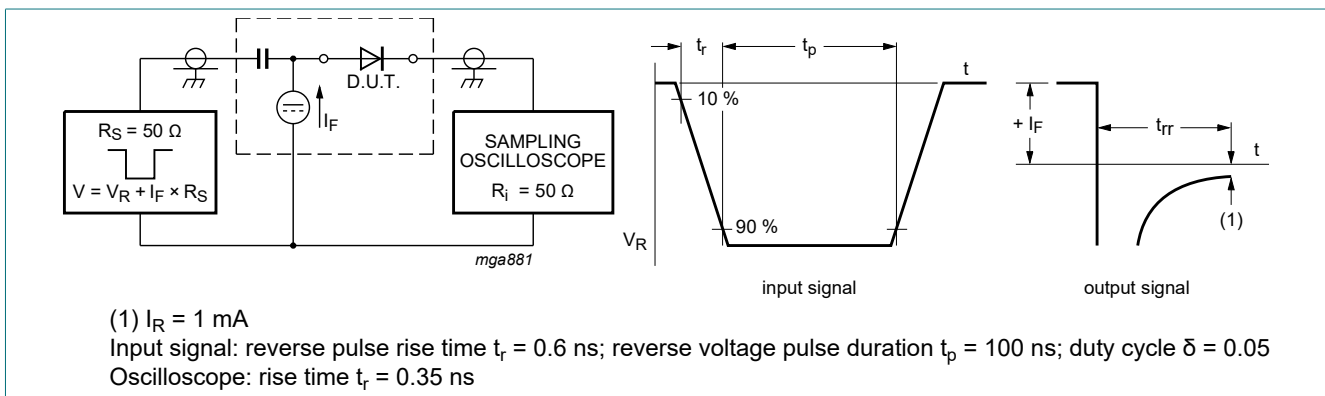 D.U.T.
I_F
R_S = 50 Ω
V = V_R + I_F × R_S
SAMPLING
OSCILLOSCOPE
R_i = 50 Ω
mga881
t_r
t_p
t
10 %
90 %
V_R
input signal
+ I_F
t_rr
t
(1)
output signal
(1) I_R = 1 mA
Input signal: reverse pulse rise time t_r = 0.6 ns; reverse voltage pulse duration t_p = 100 ns; duty cycle δ = 0.05
Oscilloscope: rise time t_r = 0.35 ns